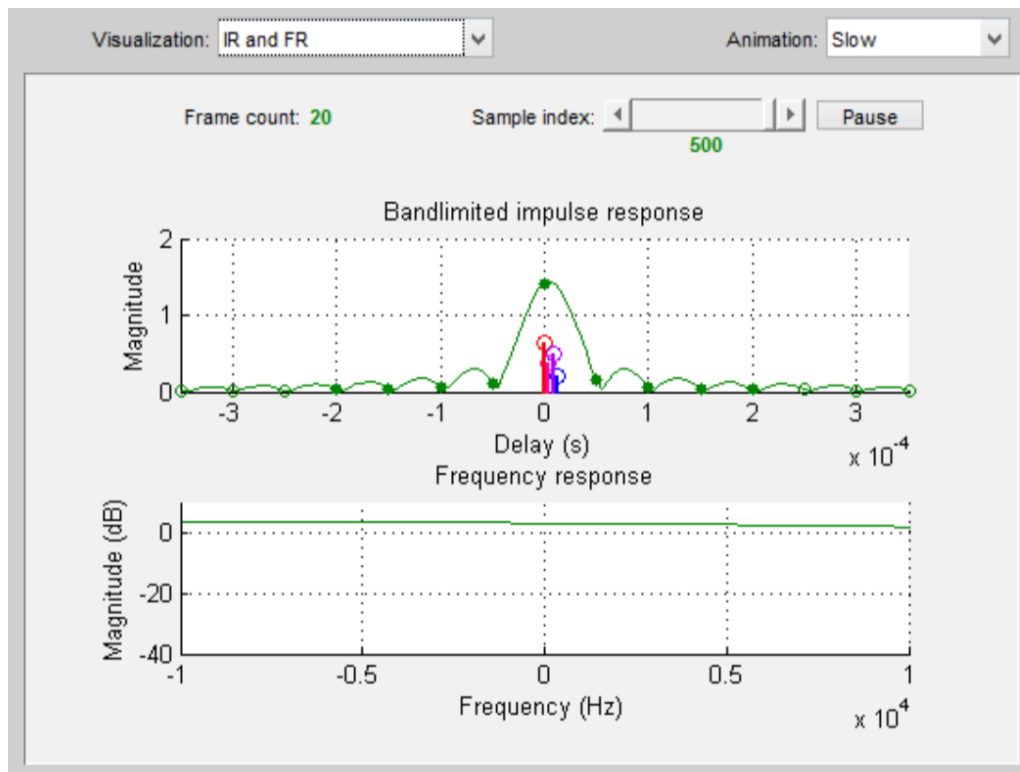 Visualization: IR and FR Animation: Slow
Frame count: 20 Sample index: Pause
500
Bandlimited impulse response
2
1
0
Magnitude
-3 -2 -1 0 1 2 3
Delay (s)
x 10-4
Frequency response
0
-20
-40
Magnitude (dB)
-1 -0.5 0 0.5 1
Frequency (Hz)
x 104